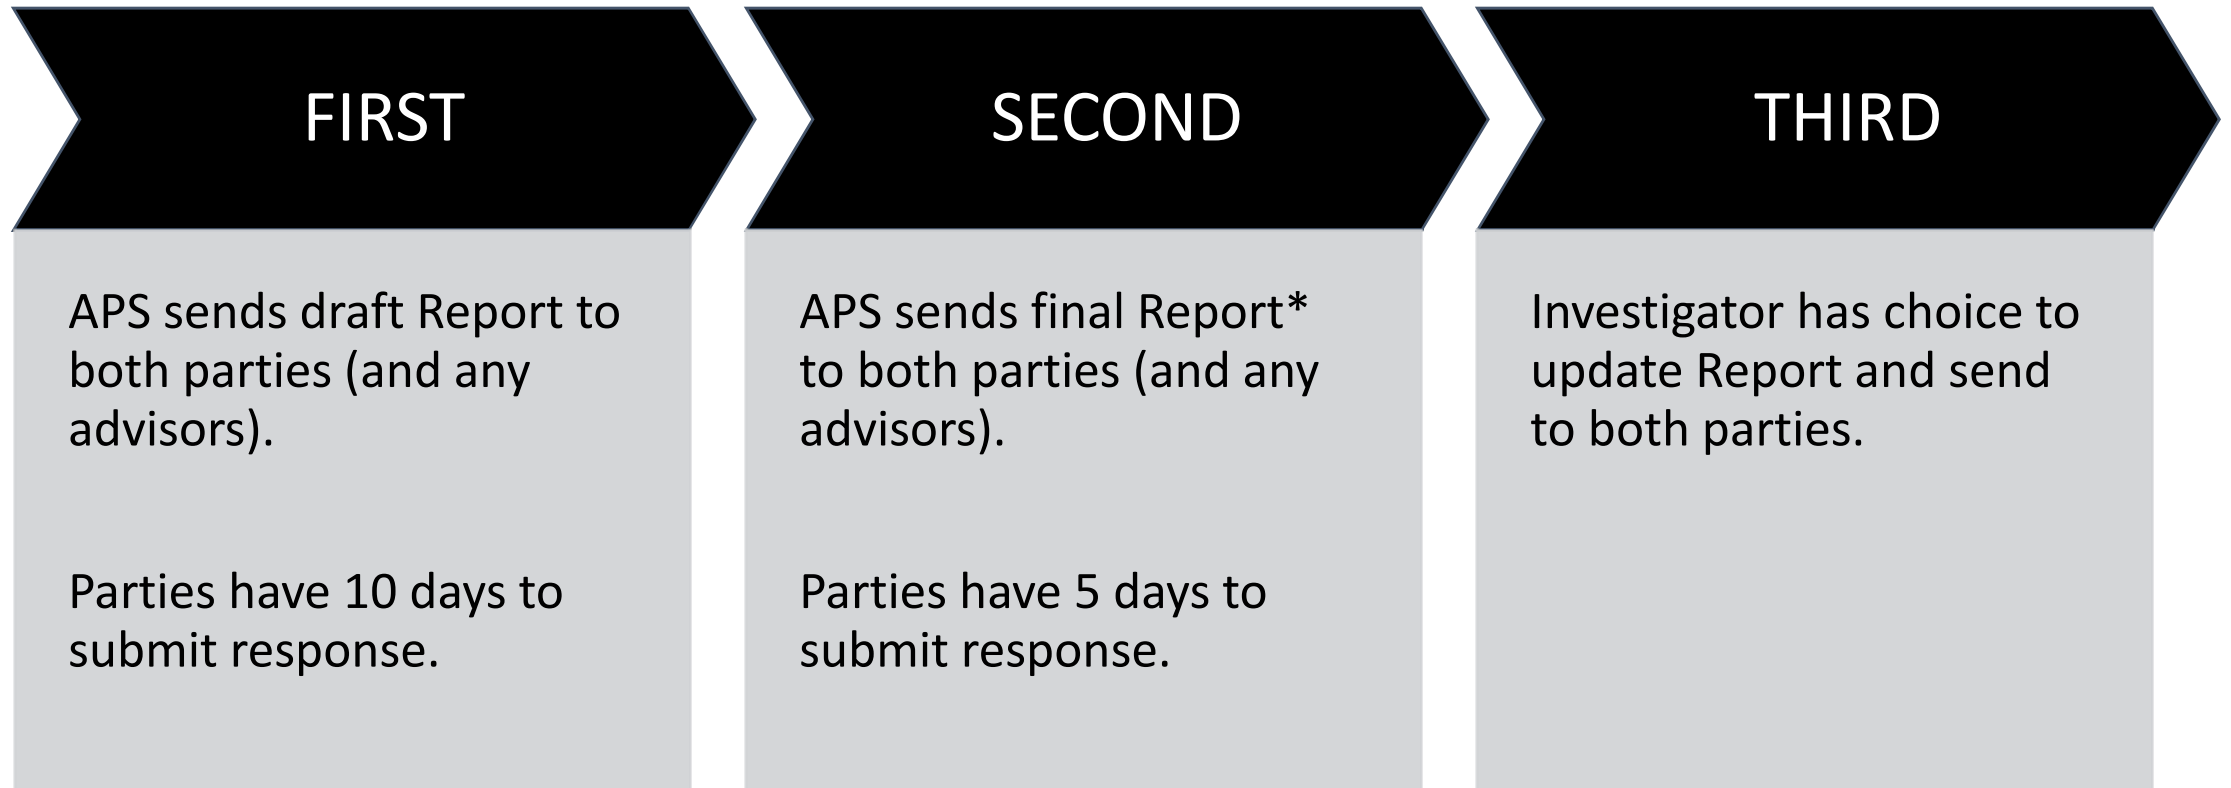 FIRST
APS sends draft Report to
both parties (and any
advisors).
Parties have 10 days to
submit response.
SECOND
APS sends final Report*
to both parties (and any
advisors).
Parties have 5 days to
submit response.
THIRD
Investigator has choice to
update Report and send
to both parties.